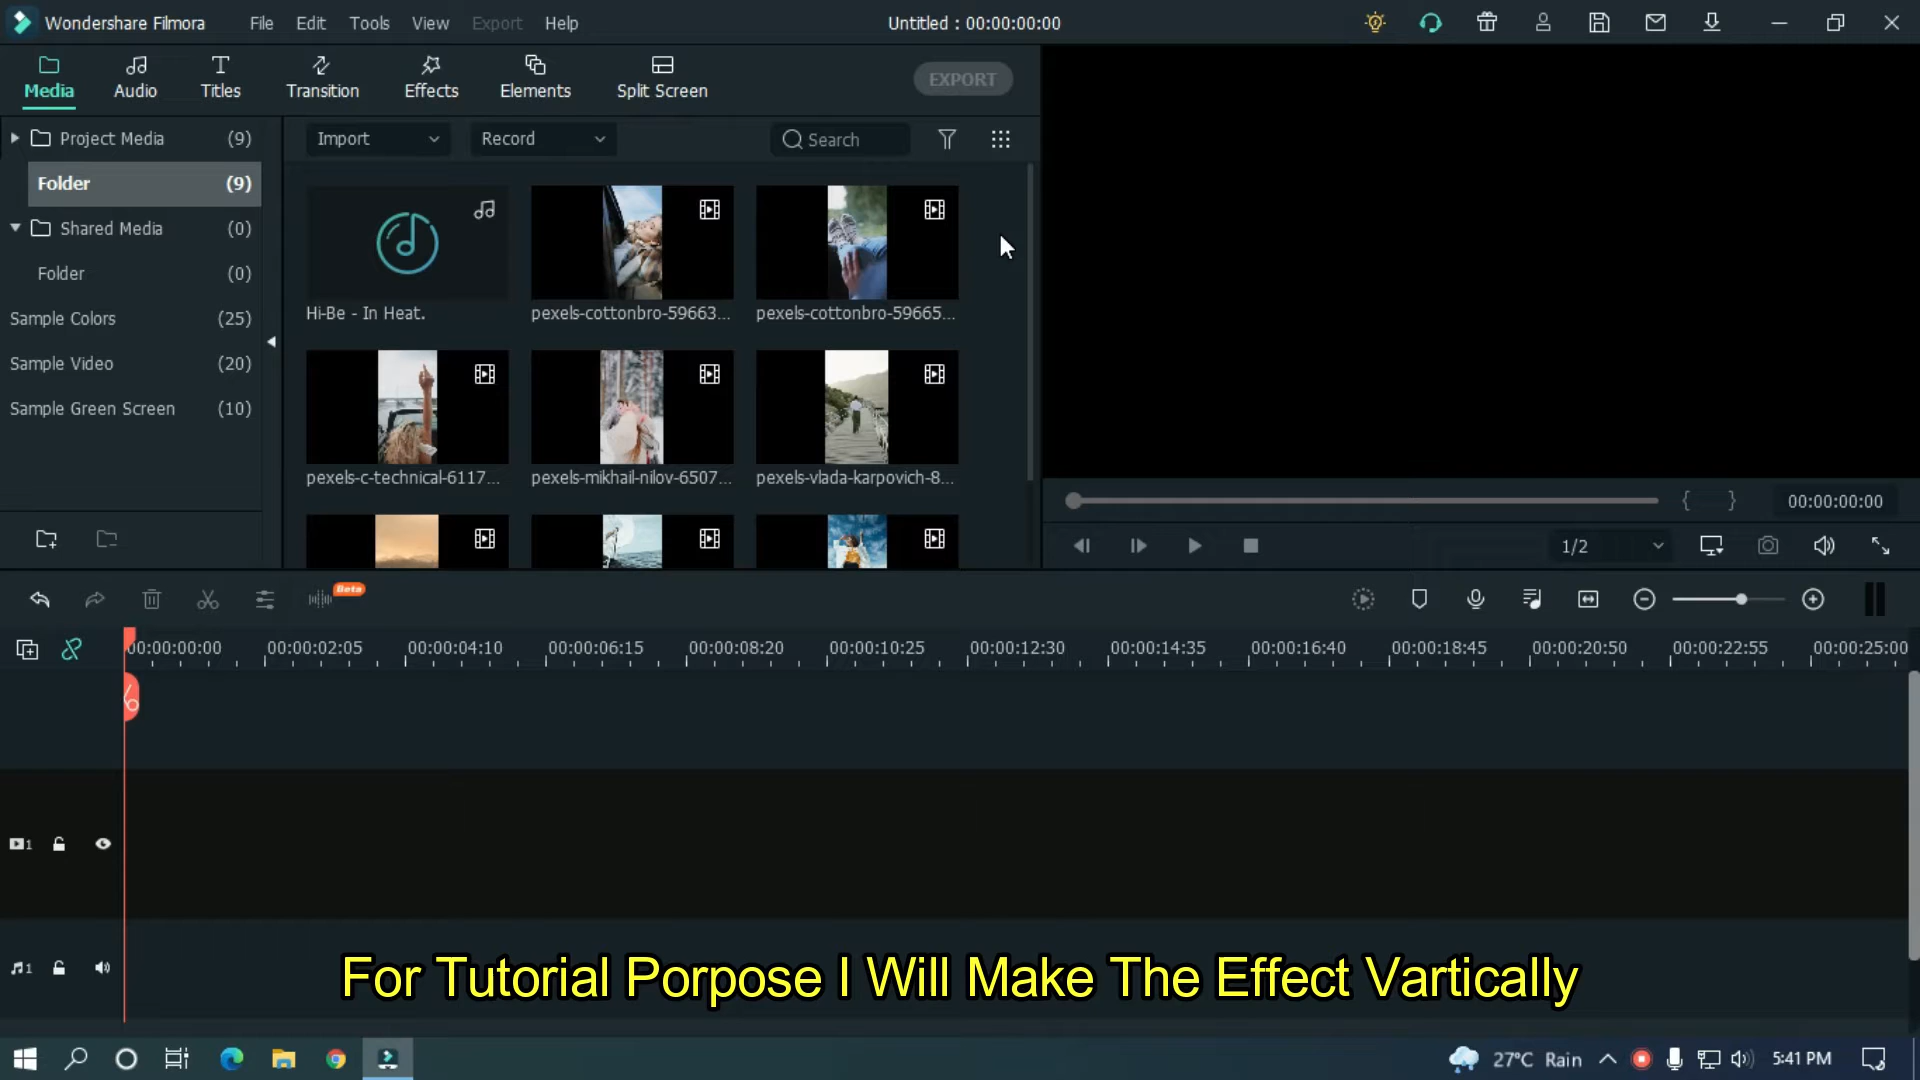 Wondershare Filmora
File
Edit
Tools
View
Export
Help
Untitled : 00:00:00:00
Media
Audio
Titles
Transition
Effects
Elements
Split Screen
EXPORT
Project Media (9)
Folder (9)
Shared Media (0)
Folder (0)
Sample Colors (25)
Sample Video (20)
Sample Green Screen (10)
Import
Record
Search
Hi-Be - In Heat.
pexels-cottonbro-59663...
pexels-cottonbro-59665...
pexels-c-technical-6117...
pexels-mikhail-nilov-6507...
pexels-vlada-karpovich-8...
{ }
00:00:00:00
1/2
Beta
00:00:00:00
00:00:02:05
00:00:04:10
00:00:06:15
00:00:08:20
00:00:10:25
00:00:12:30
00:00:14:35
00:00:16:40
00:00:18:45
00:00:20:50
00:00:22:55
00:00:25:00
1
1
For Tutorial Porpose I Will Make The Effect Vartically
27°C Rain
5:41 PM